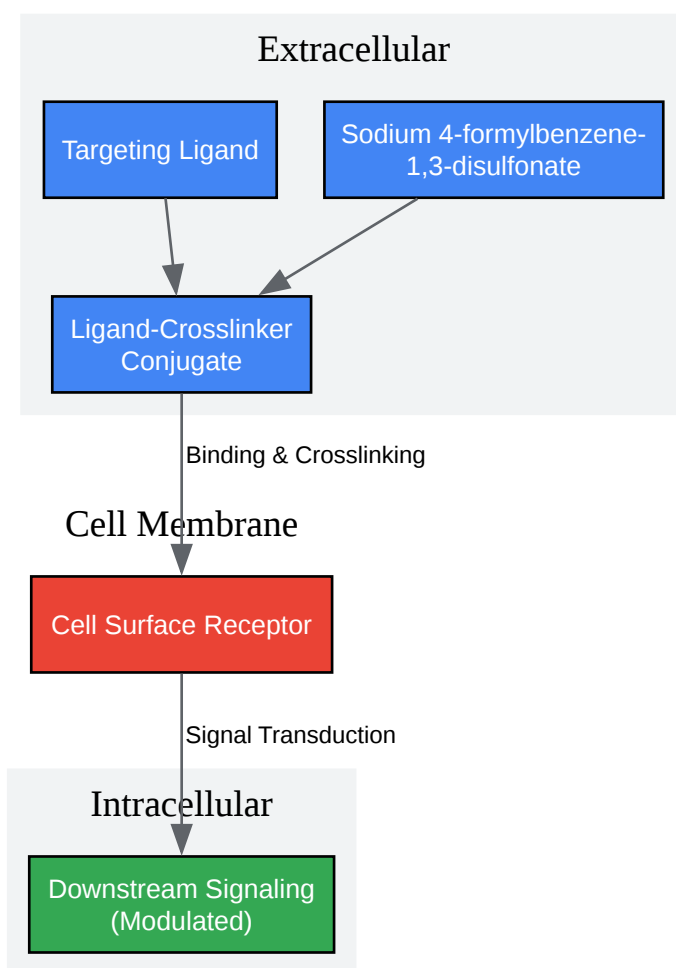 Extracellular
Targeting Ligand
Sodium 4-formylbenzene-
1,3-disulfonate
Ligand-Crosslinker
Conjugate
Binding & Crosslinking
Cell Membrane
Cell Surface Receptor
Signal Transduction
Intracellular
Downstream Signaling
(Modulated)